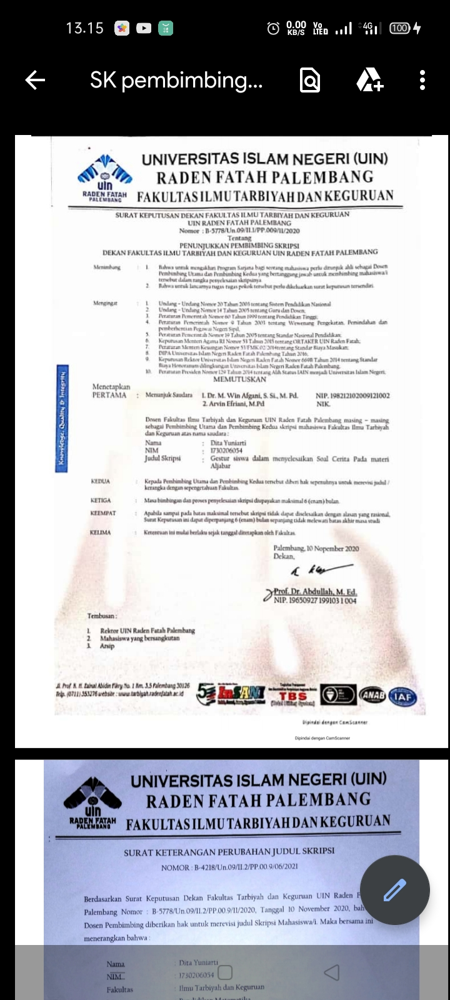 13.15
0.00 KB/S
Vo LTED
4G
100
SK pembimbing...
UNIVERSITAS ISLAM NEGERI (UIN)
RADEN FATAH PALEMBANG
FAKULTAS ILMU TARBIYAH DAN KEGURUAN
uin
RADEN FATAH
PALEMBANG
SURAT KEPUTUSAN DEKAN FAKULTAS ILMU TARBIYAH DAN KEGURUAN
UIN RADEN FATAH PALEMBANG
Nomor : B-5778/Un.09/II.1/PP.009/11/2020
Tentang
PENUNJUKKAN PEMBIMBING SKRIPSI
DEKAN FAKULTAS ILMU TARBIYAH DAN KEGURUAN UIN RADEN FATAH PALEMBANG
Menimbang : 1. Bahwa untuk mengakhiri Program Sarjana bagi seorang mahasiswa perlu ditunjuk ahli sebagai Dosen
Pembimbing Utama dan Pembimbing Kedua yang bertanggung jawab untuk membimbing mahasiswa/i
tersebut dalam rangka penyelesaian skripsinya
2. Bahwa untuk lancarnya tugas tugas pokok tersebut perlu dikeluarkan surat keputusan tersendiri.
Mengingat : 1. Undang - Undang Nomor 20 Tahun 2003 tentang Sistem Pendidikan Nasional
2. Undang - Undang Nomor 14 Tahun 2005 tentang Guru dan Dosen;
3. Peraturan Pemerintah Nomor 60 Tahun 1999 tentang Pendidikan Tinggi;
4. Peraturan Pemerintah Nomor 9 Tahun 2003 tentang Wewenang Pengekatan, Pemindahan dan
pemberhentian Pegawai Negeri Sipil,
5. Peraturan Pemerintah Nomor 19 Tahun 2005 tentang Standar Nasional Pendidikan;
6. Keputusan Menteri Agama RI Nomor 53 Tahun 2015 tentang ORTAKER UIN Raden Fatah;
7. Peraturan Menteri Keuangan Nomor 53/FMK.02/2014 tentang Standar Biaya Masukan;
8. DIPA Universitas Islam Negeri Raden Fatah Palembang Tahun 2016,
9. Keputusan Rektor Universitas Islam Negeri Raden Fatah Nomor 669B Tahun 2014 tentang Standar
Biaya Honoranum dilingkungan Universitas Islam Negeri Raden Fatah Palembang,
10. Peraturan Presiden Nomor 129 Tahun 2014 tentang Alih Status IAIN menjadi Universitas Islam Negeri.
MEMUTUSKAN
Menetapkan
PERTAMA : Menunjuk Saudara 1. Dr. M. Win Afgani, S. Si., M. Pd. NIP. 198212102009121002
2. Arvin Efriani, M.Pd NIK.
Dosen Fakultas Ilmu Tarbiyah dan Keguruan UIN Raden Fatah Palembang masing - masing
sebagai Pembimbing Utama dan Pembimbing Kedua skripsi mahasiswa Fakultas Ilmu Tarbiyah
dan Keguruan atas nama saudara :
Nama : Dita Yuniarti
NIM : 1730206054
Judul Skripsi : Gestur siswa dalam menyelesaikan Soal Cerita Pada materi
Aljabar
KEDUA : Kepada Pembimbing Utama dan Pembimbing Kedua tersebut diberi hak sepenuhnya untuk merevisi judul /
kerangka dengan sepengetahuan Fakultas.
KETIGA : Masa bimbingan dan proses penyelesaian skripsi diupayakan maksimal 6 (enam) bulan.
KEEMPAT : Apabila sampai pada batas maksimal tersebut skripsi tidak dapat diselesaikan dengan alasan yang rasional,
Surat Keputusan ini dapat diperpanjang 6 (enam) bulan sepanjang tidak melewati batas akhir masa studi
KELIMA : Ketentuan ini mulai berlaku sejak tanggal ditetapkan oleh Fakultas.
Knowledge, Quality & Integrity
Palembang, 10 Nopember 2020
Dekan,
Prof. Dr. Abdullah, M. Ed.
NIP. 19650927 199103 1 004
Tembusan :
1. Rektor UIN Raden Fatah Palembang
2. Mahasiswa yang bersangkutan
3. Arsip
Jl. Prof. K. H. Zainal Abidin Fikry No. 1 Km. 3,5 Palembang 30126
Telp. (0711) 353276 website : www.tarbiyah.radenfatah.ac.id
InSANI
TBS
ANAB
IAF
Dipindai dengan CamScanner
Dipindai dengan CamScanner
UNIVERSITAS ISLAM NEGERI (UIN)
RADEN FATAH PALEMBANG
FAKULTAS ILMU TARBIYAH DAN KEGURUAN
uin
RADEN FATAH
PALEMBANG
SURAT KETERANGAN PERUBAHAN JUDUL SKRIPSI
NOMOR : B-4218/Un.09/II.2/PP.00.9/06/2021
Berdasarkan Surat Keputusan Dekan Fakultas Tarbiyah dan Keguruan UIN Raden F
Palembang Nomor : B-5778/Un.09/II.2/PP.00.9/11/2020, Tanggal 10 November 2020, bah
Dosen Pembimbing diberikan hak untuk merevisi judul Skripsi Mahasiswa/i. Maka bersama ini
menerangkan bahwa :
Nama : Dita Yuniarti
NIM : 1730206054
Fakultas : Ilmu Tarbiyah dan Keguruan